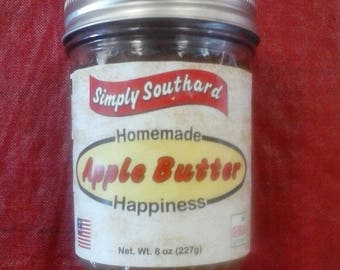 Simply Southard
Homemade
Apple Butter
Happiness
Net. Wt. 8 oz (227g)